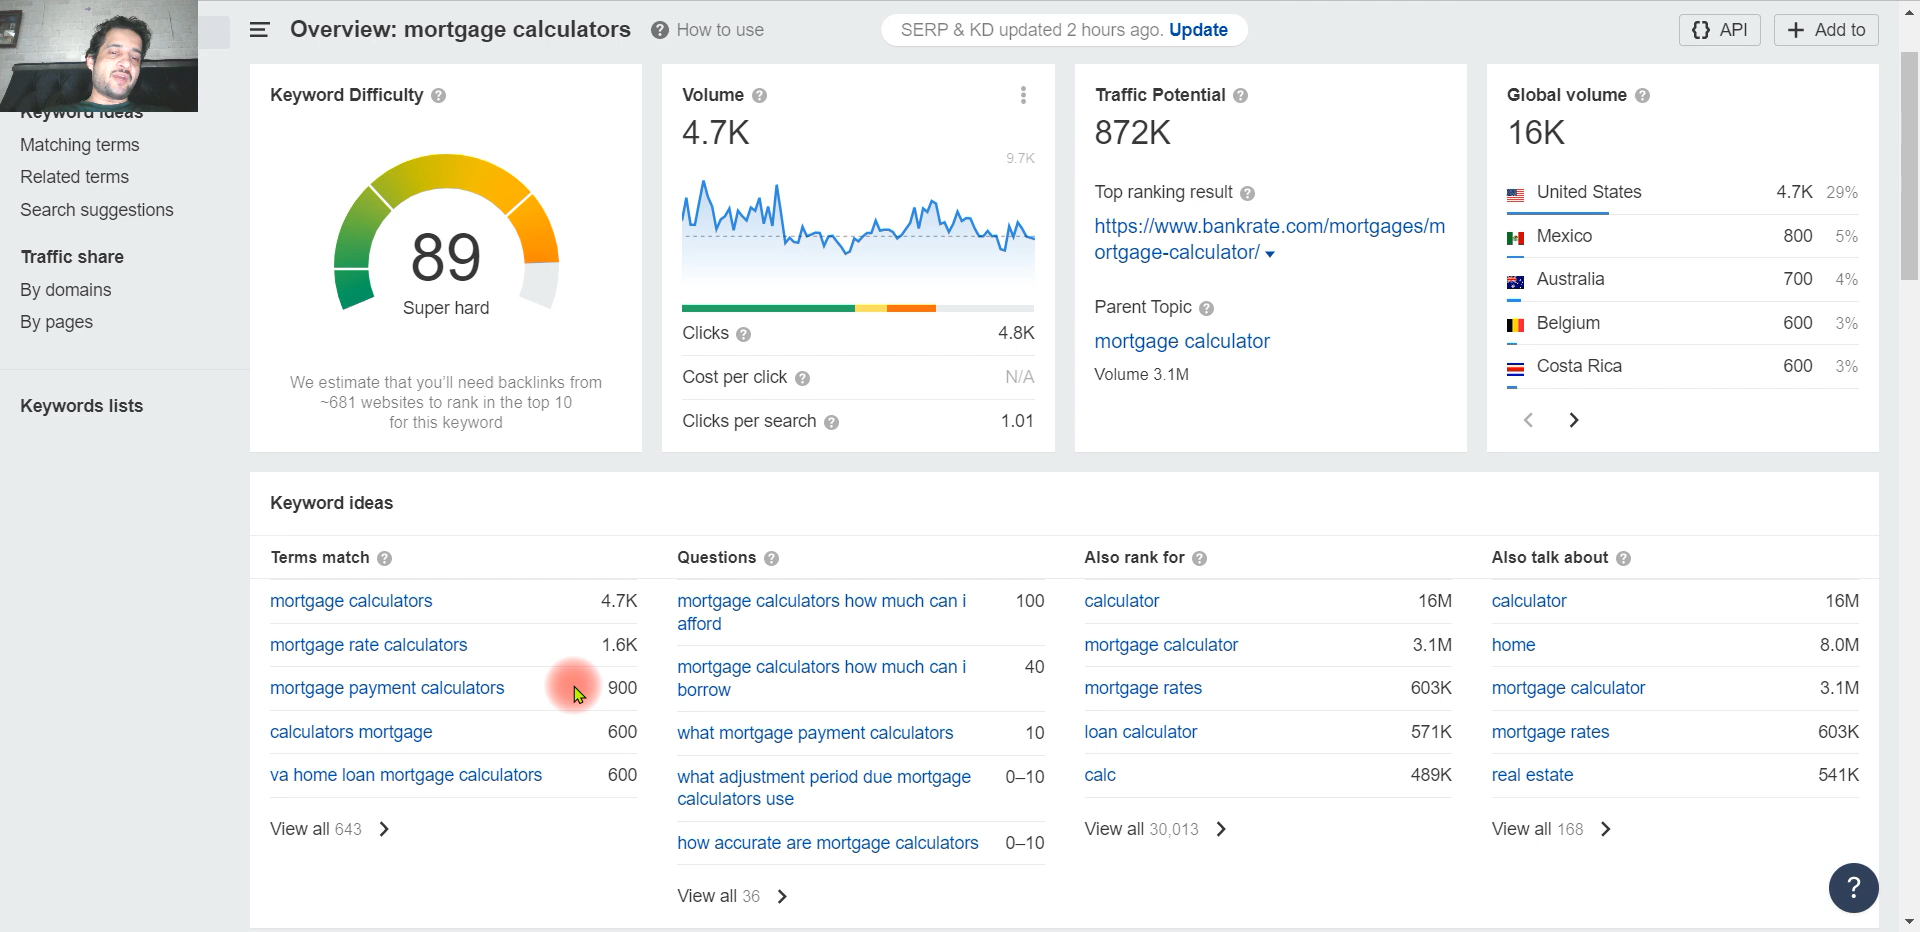 Overview: mortgage calculators
How to use
SERP & KD updated 2 hours ago. Update
{} API
+ Add to
Keyword ideas
Matching terms
Related terms
Search suggestions
Traffic share
By domains
By pages
Keywords lists
Keyword Difficulty
89
Super hard
We estimate that you'll need backlinks from
~681 websites to rank in the top 10
for this keyword
Volume
4.7K
9.7K
Clicks 4.8K
Cost per click N/A
Clicks per search 1.01
Traffic Potential
872K
Top ranking result
https://www.bankrate.com/mortgages/m
ortgage-calculator/
Parent Topic
mortgage calculator
Volume 3.1M
Global volume
16K
United States 4.7K 29%
Mexico 800 5%
Australia 700 4%
Belgium 600 3%
Costa Rica 600 3%
Keyword ideas
Terms match
mortgage calculators 4.7K
mortgage rate calculators 1.6K
mortgage payment calculators 900
calculators mortgage 600
va home loan mortgage calculators 600
View all 643
Questions
mortgage calculators how much can i 100
afford
mortgage calculators how much can i 40
borrow
what mortgage payment calculators 10
what adjustment period due mortgage 0–10
calculators use
how accurate are mortgage calculators 0–10
View all 36
Also rank for
calculator 16M
mortgage calculator 3.1M
mortgage rates 603K
loan calculator 571K
calc 489K
View all 30,013
Also talk about
calculator 16M
home 8.0M
mortgage calculator 3.1M
mortgage rates 603K
real estate 541K
View all 168
?